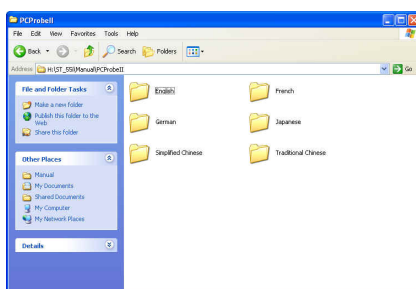 PCProbeII
File Edit View Favorites Tools Help
Back Search Folders
Address H:\ST_559\Manual\PCProbeII Go
File and Folder Tasks
Make a new folder
Publish this folder to the
Web
Share this folder
Other Places
Manual
My Documents
Shared Documents
My Computer
My Network Places
Details
English French
German Japanese
Simplified Chinese Traditional Chinese